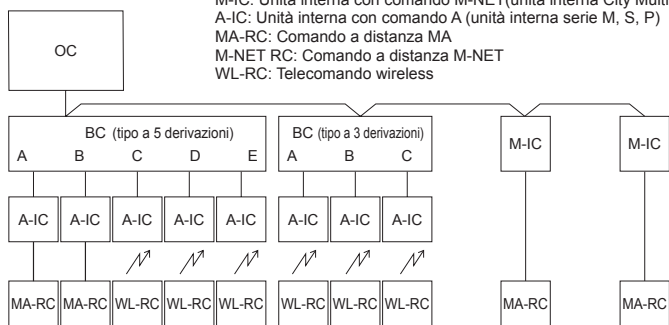 M-IC: Unità interna con comando M-NET(unità interna City Multi
A-IC: Unità interna con comando A (unità interna serie M, S, P)
MA-RC: Comando a distanza MA
M-NET RC: Comando a distanza M-NET
WL-RC: Telecomando wireless
OC
BC (tipo a 5 derivazioni) BC (tipo a 3 derivazioni) M-IC M-IC
A B C D E A B C
A-IC A-IC A-IC A-IC A-IC A-IC A-IC A-IC
MA-RC MA-RC WL-RC WL-RC WL-RC WL-RC WL-RC WL-RC MA-RC MA-RC